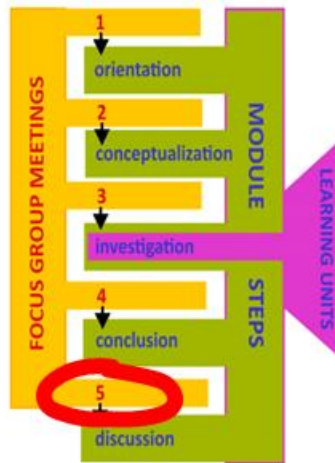 FOCUS GROUP MEETINGS
1
orientation
2
conceptualization
3
investigation
4
conclusion
5
discussion
MODULE STEPS
LEARNING UNITS